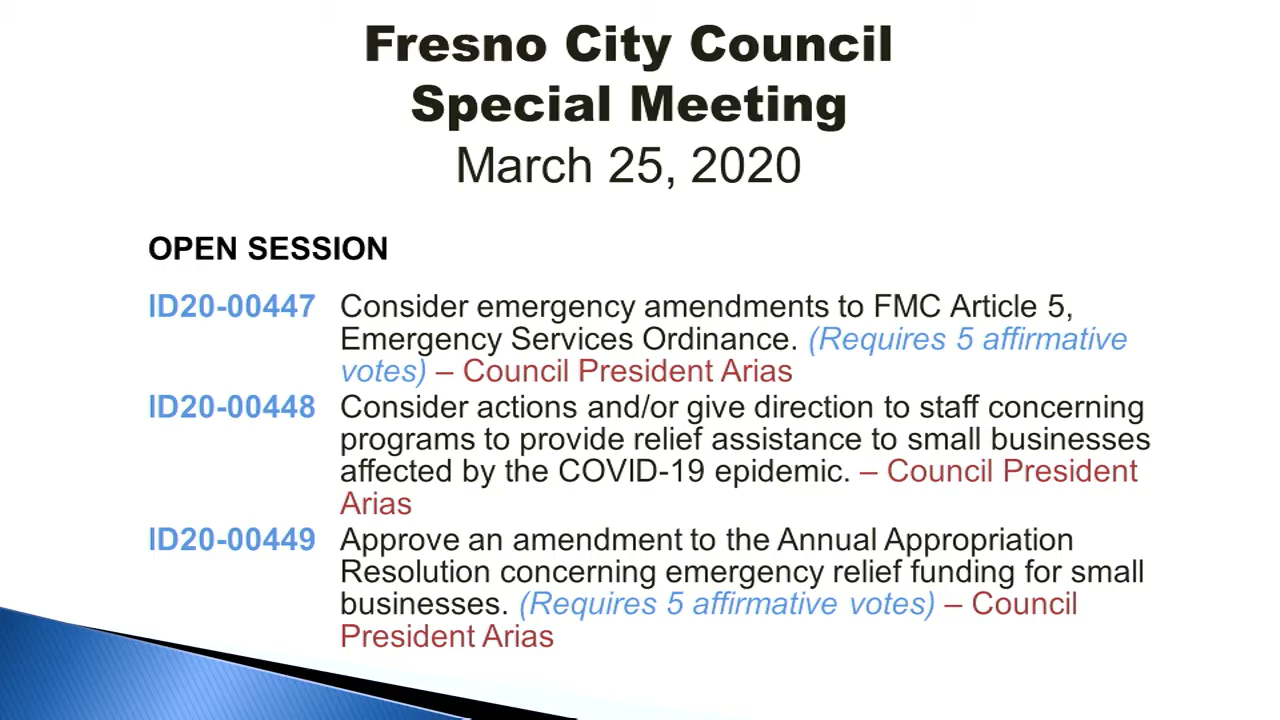 Fresno City Council
Special Meeting
March 25, 2020
OPEN SESSION
ID20-00447 Consider emergency amendments to FMC Article 5,
Emergency Services Ordinance. (Requires 5 affirmative
votes) – Council President Arias
ID20-00448 Consider actions and/or give direction to staff concerning
programs to provide relief assistance to small businesses
affected by the COVID-19 epidemic. – Council President
Arias
ID20-00449 Approve an amendment to the Annual Appropriation
Resolution concerning emergency relief funding for small
businesses. (Requires 5 affirmative votes) – Council
President Arias